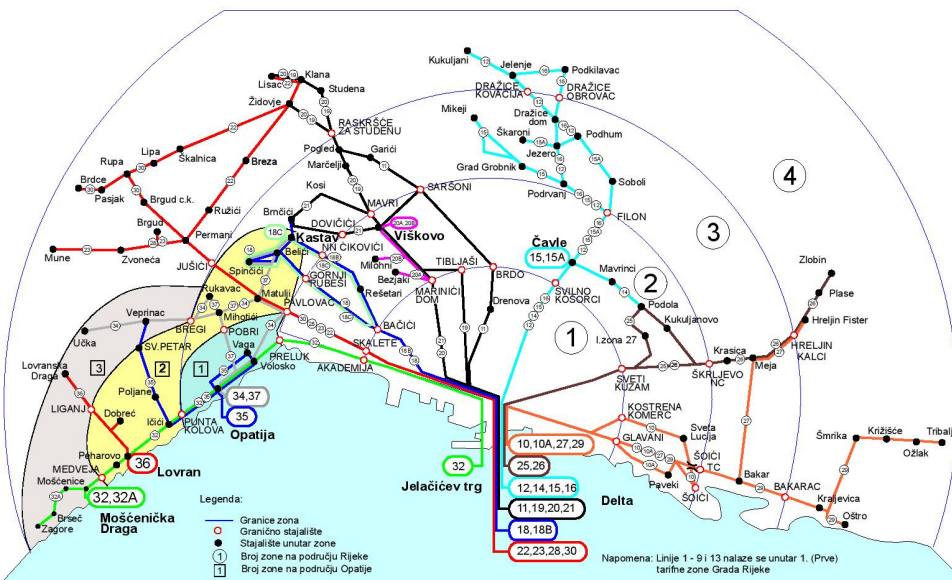 Kukuljani
12
Jelenje
16
Podkilavac
DRAŽICE
KOVAČIJA
DRAŽICE
OBROVAC
Mikeji
Dražice
dom
Škaroni
15A
Podhum
Jezero
Grad Grobnik
Podrvanj
Soboli
FILON
Lisac
Klana
Studena
Židovje
RASKRŠĆE
ZA STUDENU
Pogled
Garići
Marčelji
Lipa
Rupa
Škalnica
Breza
Brdce
Pasjak
Brgud c.k.
Ružići
Brgud
Permani
Mune
Zvoneća
JUŠIĆI
Kosi
MAVRI
SARŠONI
Brnčići
DOVIČIĆI
18C
Kastav
Viškovo
20A,20B
NN ČIKOVIĆI
Belići
Spinčići
GORNJI
RUBEŠI
Milohni
Bezjaki
TIBLJAŠI
MARINIĆI
DOM
BRDO
Rešetari
Drenova
Čavle
15,15A
SVILNO
KOSORCI
Mavrinci
Podola
Kukuljanovo
I.zona 27
1
2
3
4
Zlobin
Plase
Hreljin Fister
HRELJIN
KALCI
Krasica
Meja
ŠKRLJEVO
NC
SVETI
KUZAM
KOSTRENA
KOMERC
Sveta
Lucija
GLAVANI
ŠOIĆI
TC
Paveki
ŠOIĆI
Bakar
BAKARAC
Kraljevica
Oštro
Šmrika
Križišće
Ožlak
Tribalj
Rukavac
Matulji
Mihotići
PAVLOVAC
BAČIĆI
SKALETE
AKADEMIJA
PRELUK
Veprinac
BREGI
POBRI
Učka
SV.PETAR
Vaga
Volosko
Lovranska
Draga
3
2
1
Poljane
LIGANJ
Dobreć
Ičići
PUNTA
KOLOVA
34,37
35
Opatija
Peharovo
36
Lovran
MEDVEJA
Mošćenice
32,32A
Mošćenička
Draga
Brseč
Zagore
32
Jelačićev trg
10,10A,27,29
25,26
12,14,15,16
11,19,20,21
18,18B
22,23,28,30
Delta
Legenda:
Granice zona
Granično stajalište
Stajalište unutar zone
1 Broj zone na području Rijeke
1 Broj zone na području Opatije
Napomena: Linije 1 - 9 i 13 nalaze se unutar 1. (Prve)
tarifne zone Grada Rijeke